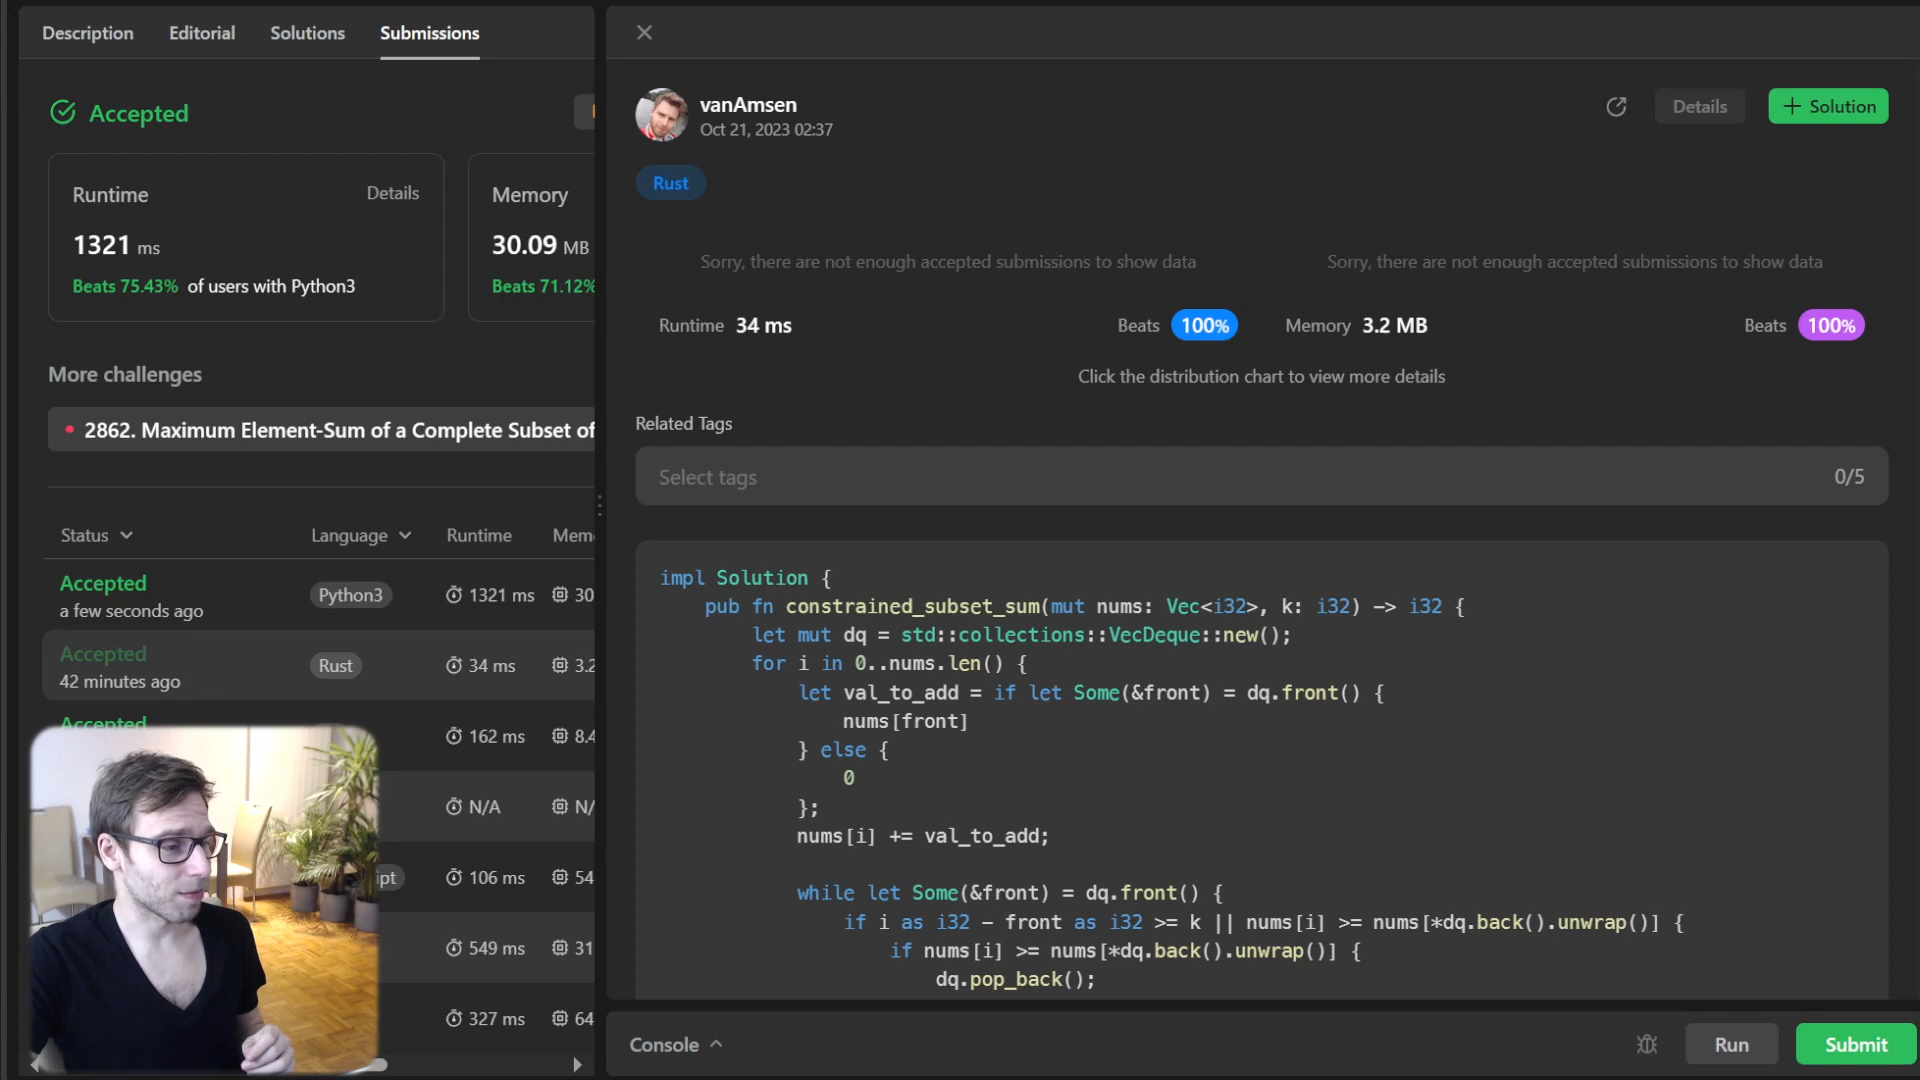 Description Editorial Solutions Submissions
Accepted
Runtime Details
1321 ms
Beats 75.43% of users with Python3
Memory
30.09 MB
Beats 71.12%
More challenges
2862. Maximum Element-Sum of a Complete Subset of
Status Language Runtime Mem
Accepted
a few seconds ago
Python3 1321 ms 30
Accepted
42 minutes ago
Rust 34 ms 3.2
Accepted
162 ms 8.4
N/A N/
ipt 106 ms 54
549 ms 31
327 ms 64
vanAmsen
Oct 21, 2023 02:37
Details + Solution
Rust
Sorry, there are not enough accepted submissions to show data
Sorry, there are not enough accepted submissions to show data
Runtime 34 ms Beats 100% Memory 3.2 MB Beats 100%
Click the distribution chart to view more details
Related Tags
Select tags 0/5
impl Solution {
pub fn constrained_subset_sum(mut nums: Vec<i32>, k: i32) -> i32 {
let mut dq = std::collections::VecDeque::new();
for i in 0..nums.len() {
let val_to_add = if let Some(&front) = dq.front() {
nums[front]
} else {
0
};
nums[i] += val_to_add;
while let Some(&front) = dq.front() {
if i as i32 - front as i32 >= k || nums[i] >= nums[*dq.back().unwrap()] {
if nums[i] >= nums[*dq.back().unwrap()] {
dq.pop_back();
Console Run Submit